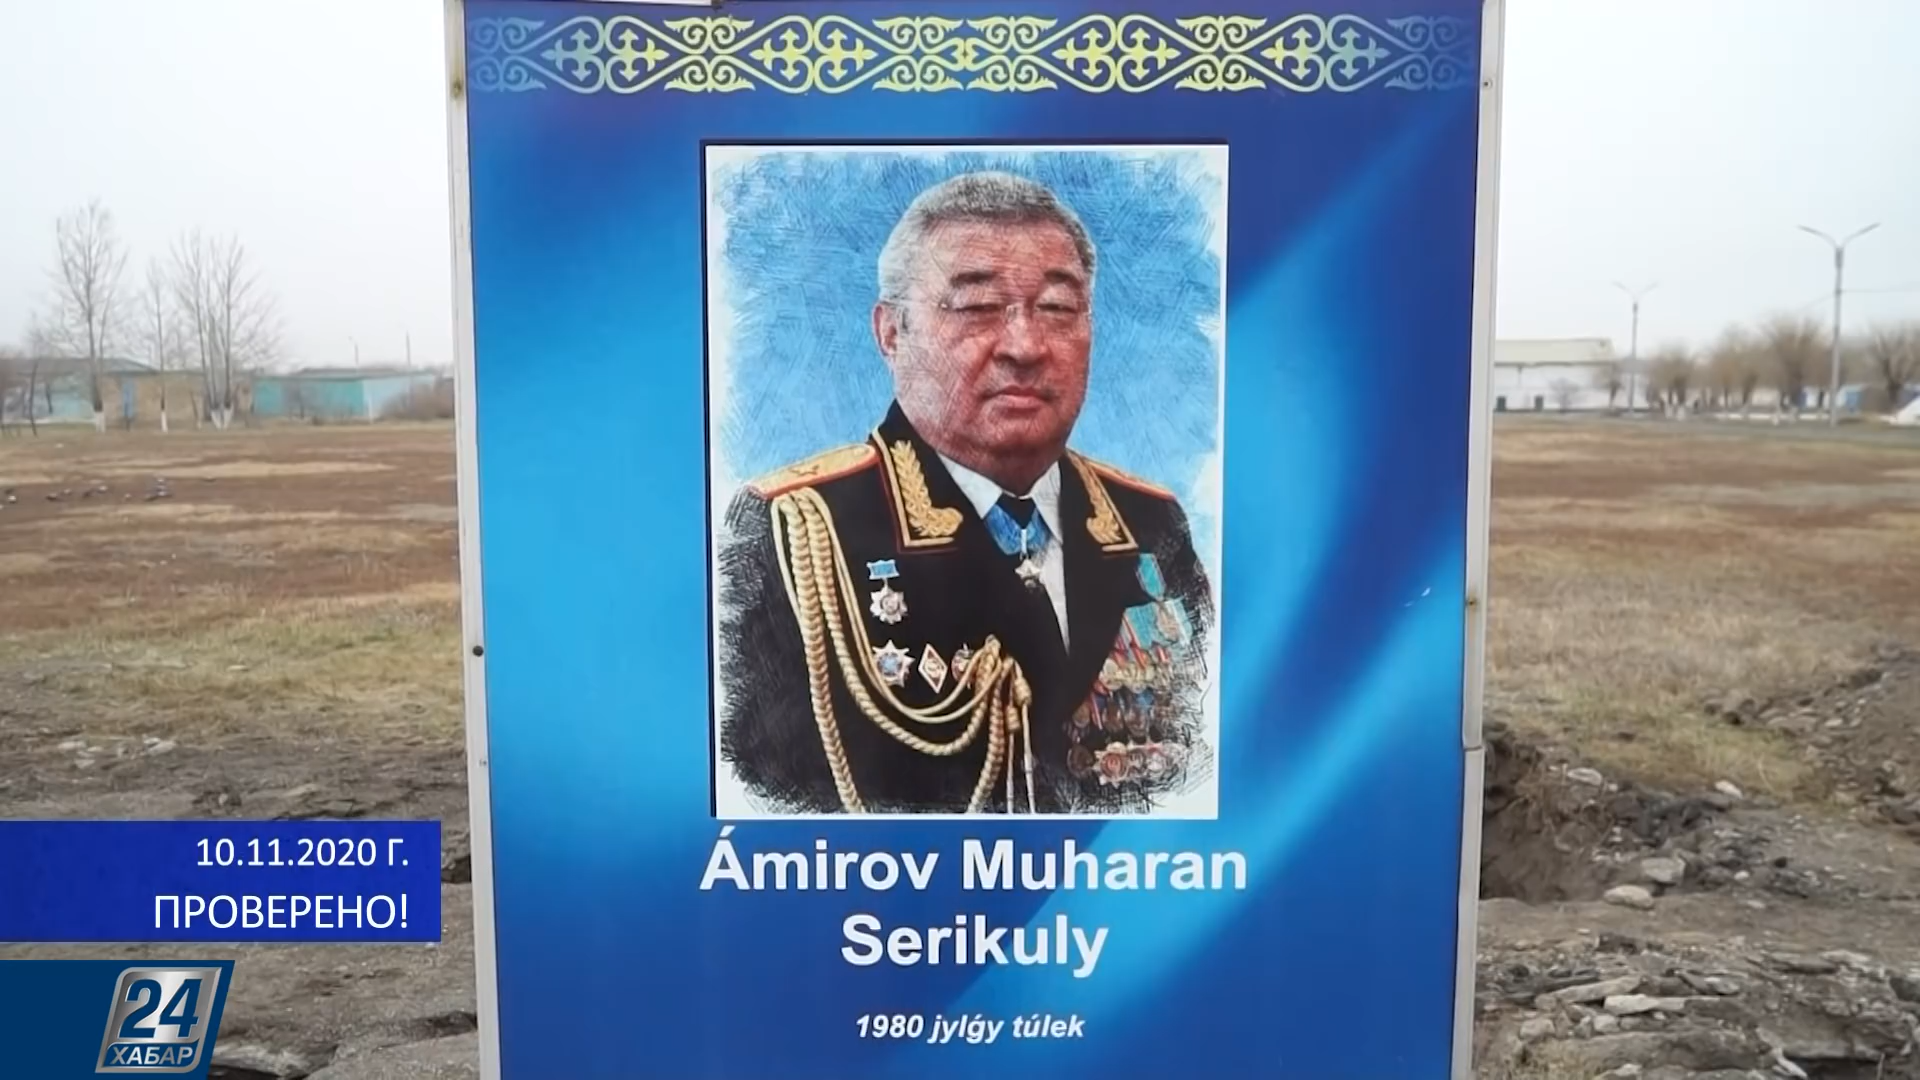 Ámirov Muharan
Serikuly
1980 jylǵy túlek
10.11.2020 Г.
ПРОВЕРЕНО!
24
ХАБАР